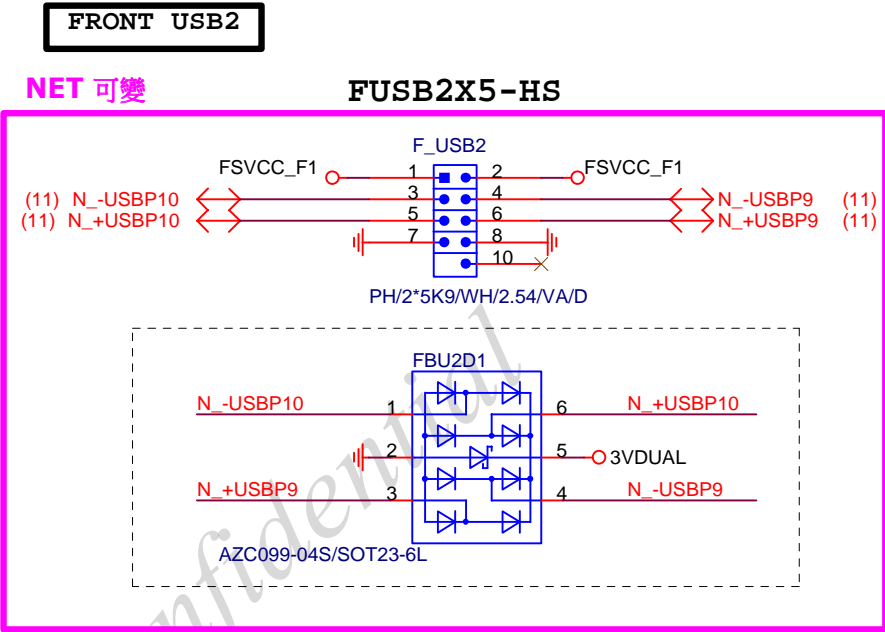 FRONT USB2
NET 可變
FUSB2X5-HS
F_USB2
FSVCC_F1 1 2 FSVCC_F1
(11) N_-USBP10 3 4 N_-USBP9 (11)
(11) N_+USBP10 5 6 N_+USBP9 (11)
7 8
10
PH/2*5K9/WH/2.54/VA/D
FBU2D1
N_-USBP10 1 6 N_+USBP10
2 5 3VDUAL
N_+USBP9 3 4 N_-USBP9
AZC099-04S/SOT23-6L
nfidential